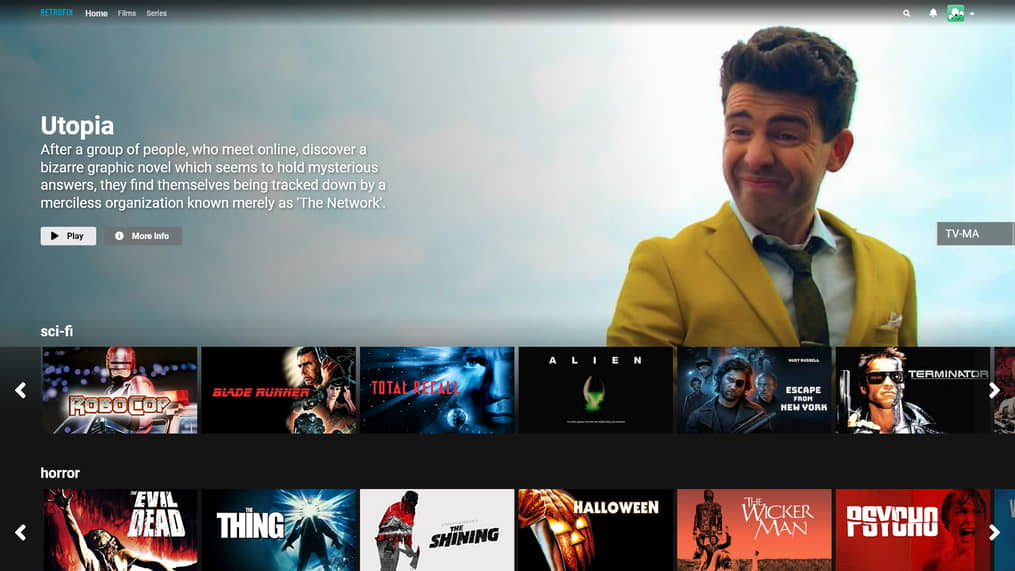 RETROFIX
Home
Films
Series
Utopia
After a group of people, who meet online, discover a
bizarre graphic novel which seems to hold mysterious
answers, they find themselves being tracked down by a
merciless organization known merely as 'The Network'.
Play
More Info
TV-MA
sci-fi
ROBOCOP
BLADE RUNNER
TOTAL RECALL
ALIEN
KURT RUSSELL
ESCAPE
FROM
NEW YORK
TERMINATOR
horror
THE
EVIL
DEAD
THE
THING
THE
SHINING
HALLOWEEN
THE
WICKER
MAN
PSYCHO